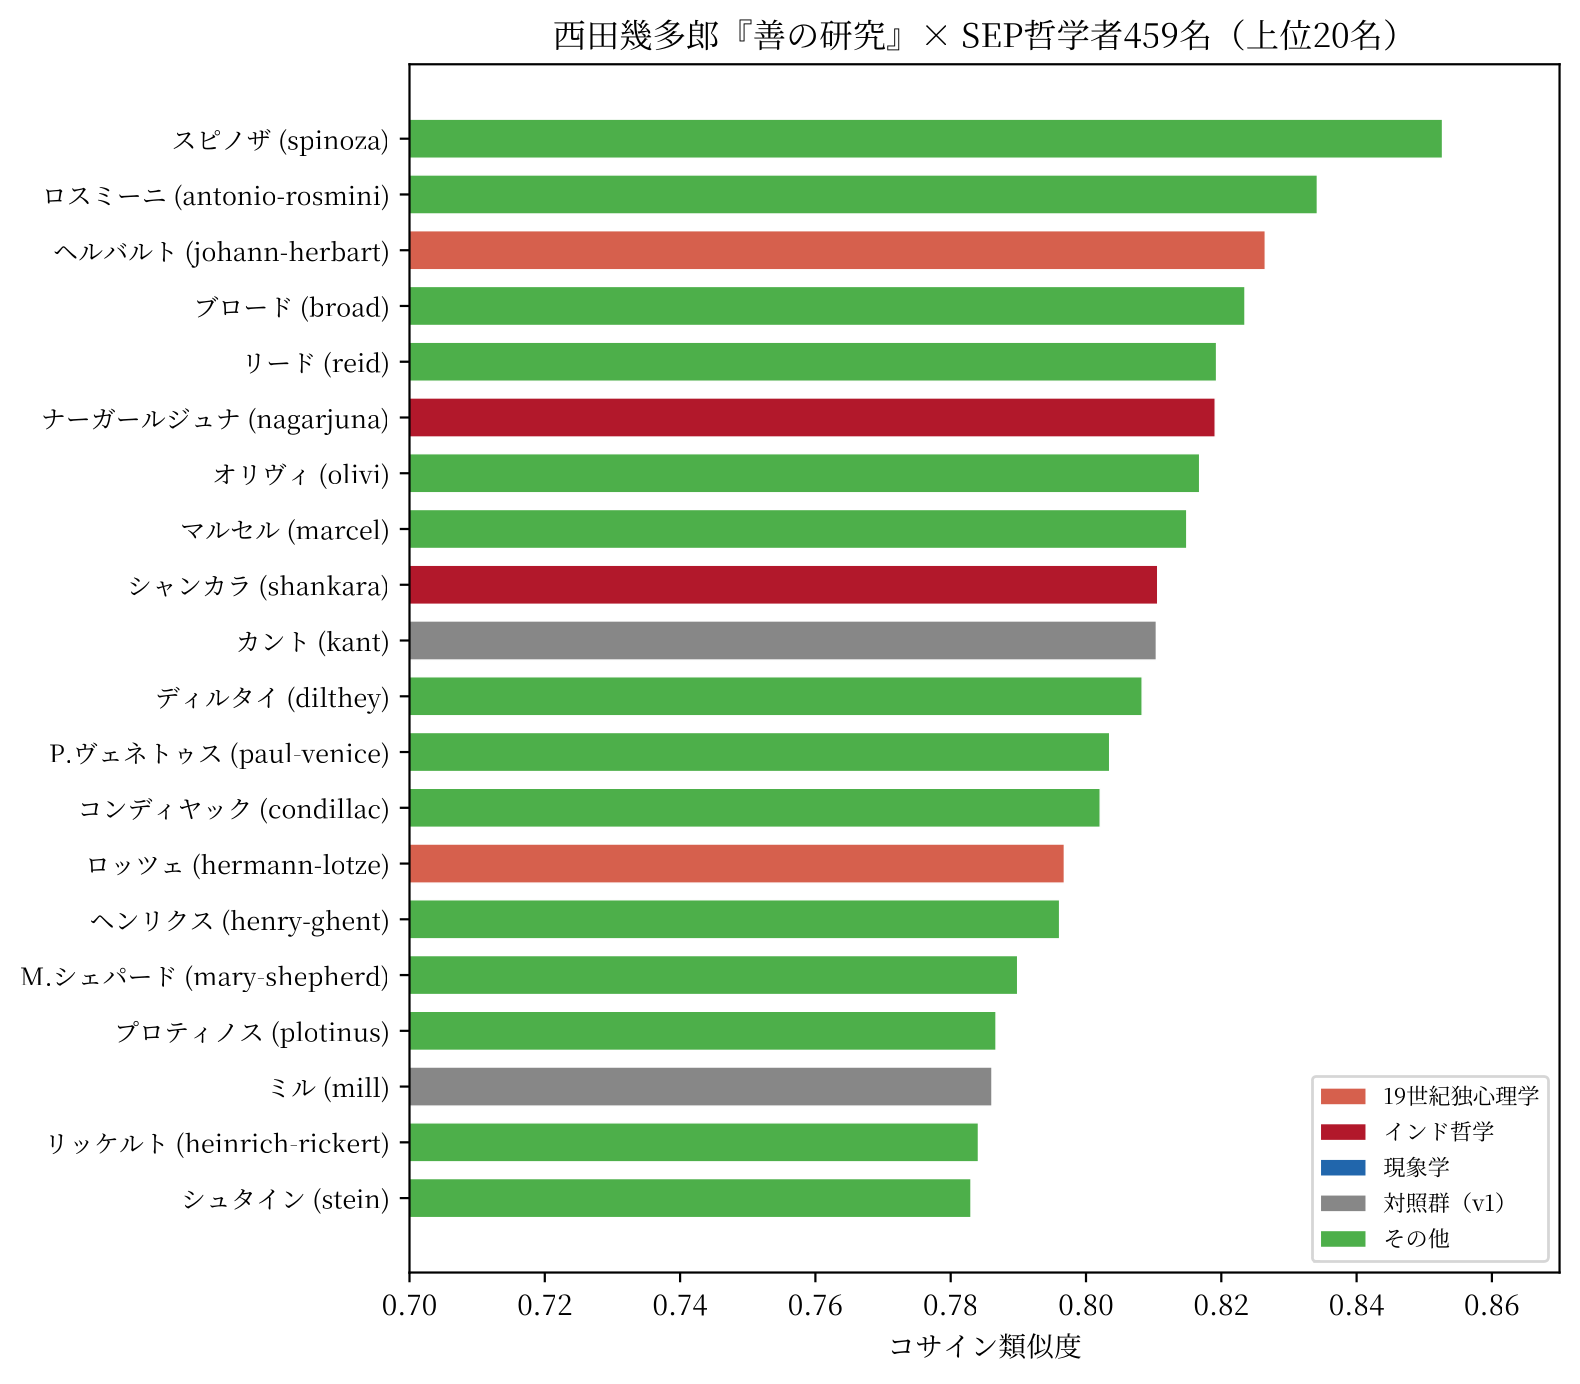 西田幾多郎『善の研究』× SEP哲学者459名（上位20名）
スピノザ (spinoza)
ロスミーニ (antonio-rosmini)
ヘルバルト (johann-herbart)
ブロード (broad)
リード (reid)
ナーガールジュナ (nagarjuna)
オリヴィ (olivi)
マルセル (marcel)
シャンカラ (shankara)
カント (kant)
ディルタイ (dilthey)
P.ヴェネトゥス (paul-venice)
コンディヤック (condillac)
ロッツェ (hermann-lotze)
ヘンリクス (henry-ghent)
M.シェパード (mary-shepherd)
プロティノス (plotinus)
ミル (mill)
リッケルト (heinrich-rickert)
シュタイン (stein)
19世紀独心理学
インド哲学
現象学
対照群（v1）
その他
0.70 0.72 0.74 0.76 0.78 0.80 0.82 0.84 0.86
コサイン類似度